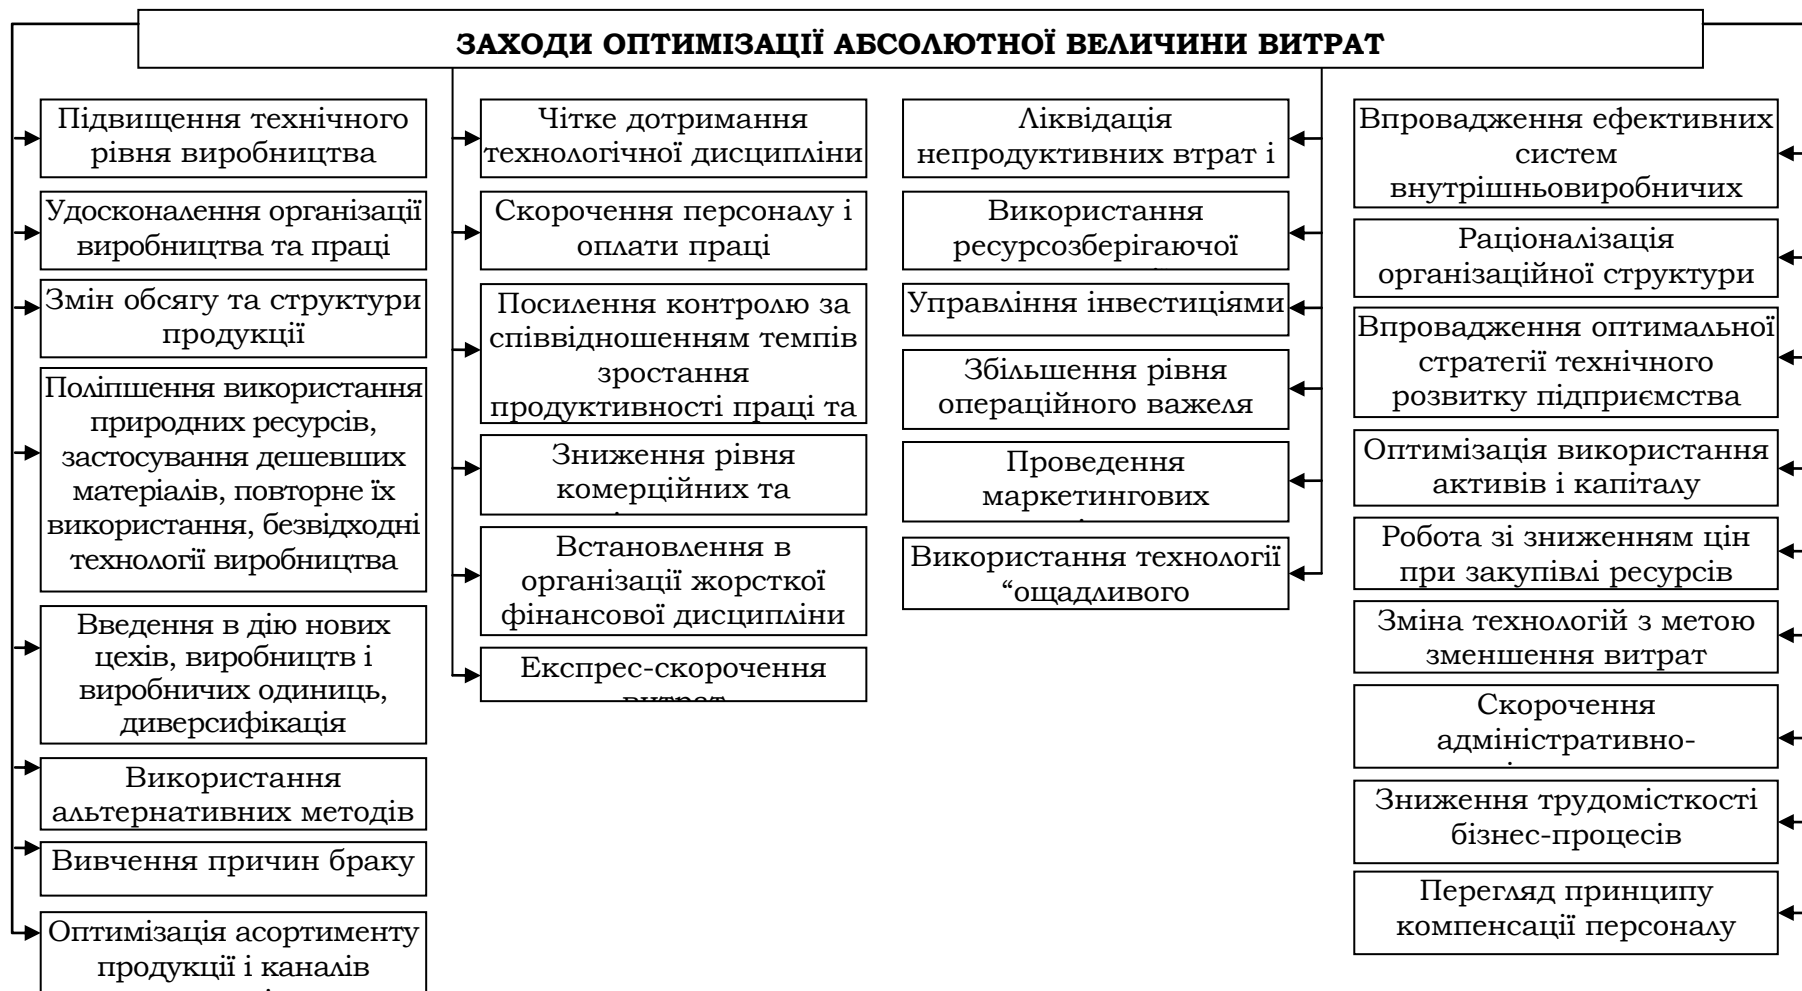 ЗАХОДИ ОПТИМІЗАЦІЇ АБСОЛЮТНОЇ ВЕЛИЧИНИ ВИТРАТ
Підвищення технічного
рівня виробництва
Удосконалення організації
виробництва та праці
Змін обсягу та структури
продукції
Поліпшення використання
природних ресурсів,
застосування дешевших
матеріалів, повторне їх
використання, безвідходні
технології виробництва
Введення в дію нових
цехів, виробництв і
виробничих одиниць,
диверсифікація
Використання
альтернативних методів
Вивчення причин браку
Оптимізація асортименту
продукції і каналів
Чітке дотримання
технологічної дисципліни
Скорочення персоналу і
оплати праці
Посилення контролю за
співвідношенням темпів
зростання
продуктивності праці та
Зниження рівня
комерційних та
Встановлення в
організації жорсткої
фінансової дисципліни
Експрес-скорочення
витрат
Ліквідація
непродуктивних втрат і
Використання
ресурсозберігаючої
Управління інвестиціями
Збільшення рівня
операційного важеля
Проведення
маркетингових
Використання технології
“ощадливого
Впровадження ефективних
систем
внутрішньовиробничих
Раціоналізація
організаційної структури
Впровадження оптимальної
стратегії технічного
розвитку підприємства
Оптимізація використання
активів і капіталу
Робота зі зниженням цін
при закупівлі ресурсів
Зміна технологій з метою
зменшення витрат
Скорочення
адміністративно-
Зниження трудомісткості
бізнес-процесів
Перегляд принципу
компенсації персоналу